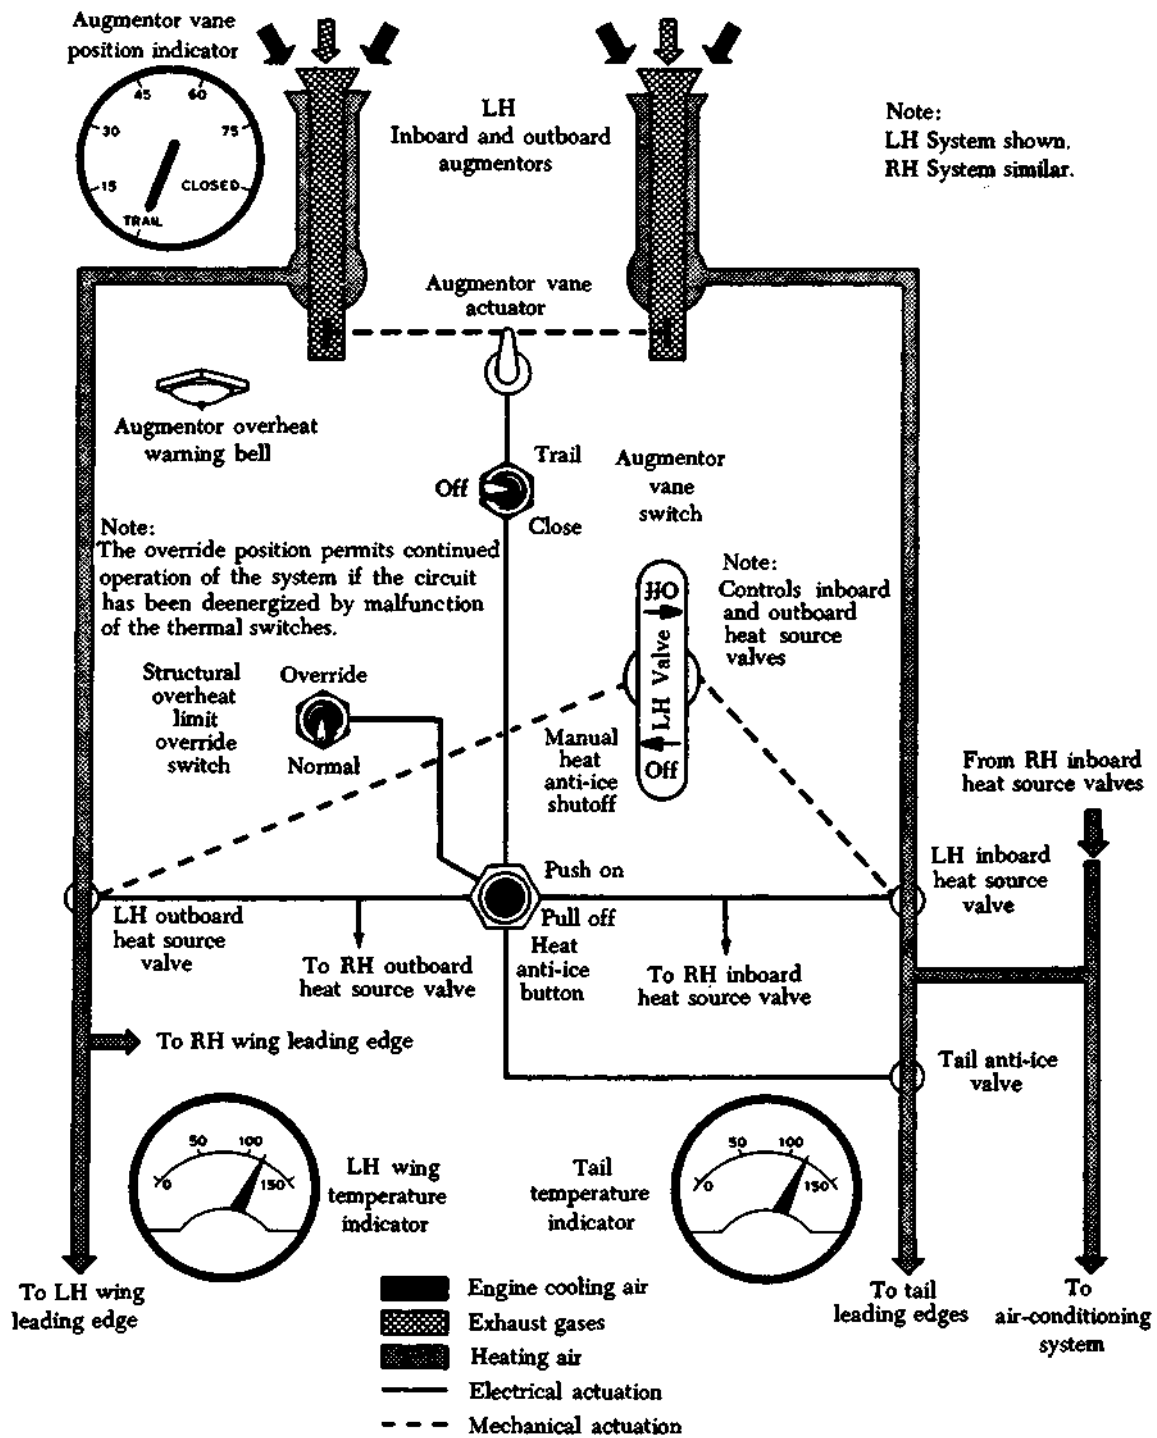 Augmentor vane
position indicator
45
60
30
75
15
CLOSED
TRAIL
LH
Inboard and outboard
augmentors
Note:
LH System shown.
RH System similar.
Augmentor vane
actuator
Augmentor overheat
warning bell
Trail
Off
Close
Augmentor
vane
switch
Note:
The override position permits continued
operation of the system if the circuit
has been deenergized by malfunction
of the thermal switches.
Note:
Controls inboard
and outboard
heat source
valves
Off
LH Valve
Off
Structural
overheat
limit
override
switch
Override
Normal
Manual
heat
anti-ice
shutoff
From RH inboard
heat source valves
Push on
Pull off
Heat
anti-ice
button
LH inboard
heat source
valve
LH outboard
heat source
valve
To RH outboard
heat source valve
To RH inboard
heat source valve
To RH wing leading edge
Tail anti-ice
valve
0
50
100
150
LH wing
temperature
indicator
Tail
temperature
indicator
0
50
100
150
To LH wing
leading edge
To tail
leading edges
To
air-conditioning
system
Engine cooling air
Exhaust gases
Heating air
Electrical actuation
Mechanical actuation